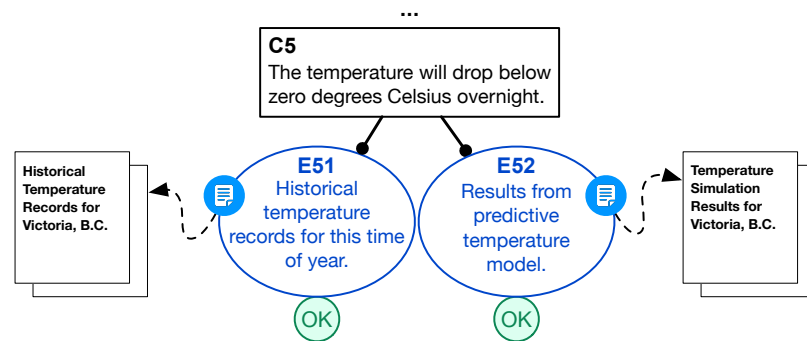 ...
C5
The temperature will drop below
zero degrees Celsius overnight.
Historical
Temperature
Records for
Victoria, B.C.
E51
Historical
temperature
records for this time
of year.
E52
Results from
predictive
temperature
model.
Temperature
Simulation
Results for
Victoria, B.C.
OK
OK